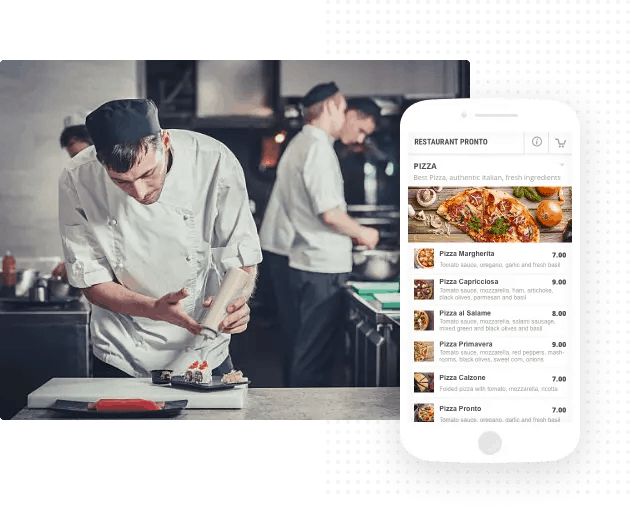 RESTAURANT PRONTO
PIZZA
Best Pizza, authentic italian, fresh ingredients
Pizza Margherita 7.00
Tomato sauce, oregano, garlic and fresh basil
Pizza Capricciosa 9.00
Tomato sauce, mozzarella, ham, artichoke,
black olives, parmesan and basil
Pizza al Salame 8.00
Tomato sauce, mozzarella, salami sausage,
mixed green and black olives and basil
Pizza Primavera 9.00
Tomato sauce, mozzarella, red peppers, mash-
rooms, black olives, sweet corn, onions
Pizza Calzone 7.00
Folded pizza with tomato, mozzarella, ricotta
Pizza Pronto 7.00
Tomato sauce, oregano, garlic and fresh basil